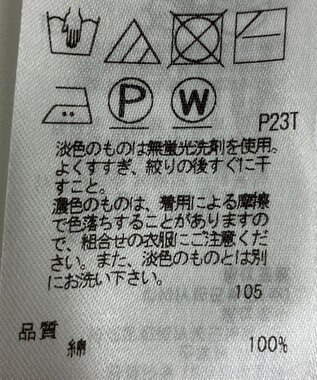 P W
P23T
淡色のものは無蛍光洗剤を使用。
よくすすぎ、絞りの後すぐに干
すこと。
濃色のものは、着用による摩擦
で色落ちすることがありますの
で、組合せの衣服にご注意くだ
さい。また、淡色のものとは別
にお洗い下さい。
105
品質
綿 100%